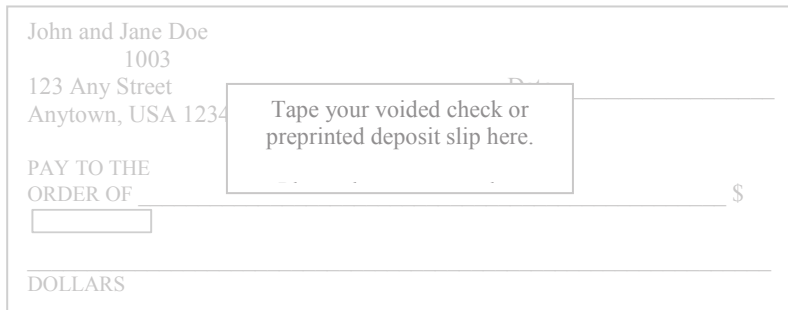 John and Jane Doe
1003
123 Any Street
Anytown, USA 1234
Tape your voided check or
preprinted deposit slip here.
PAY TO THE
ORDER OF $
DOLLARS